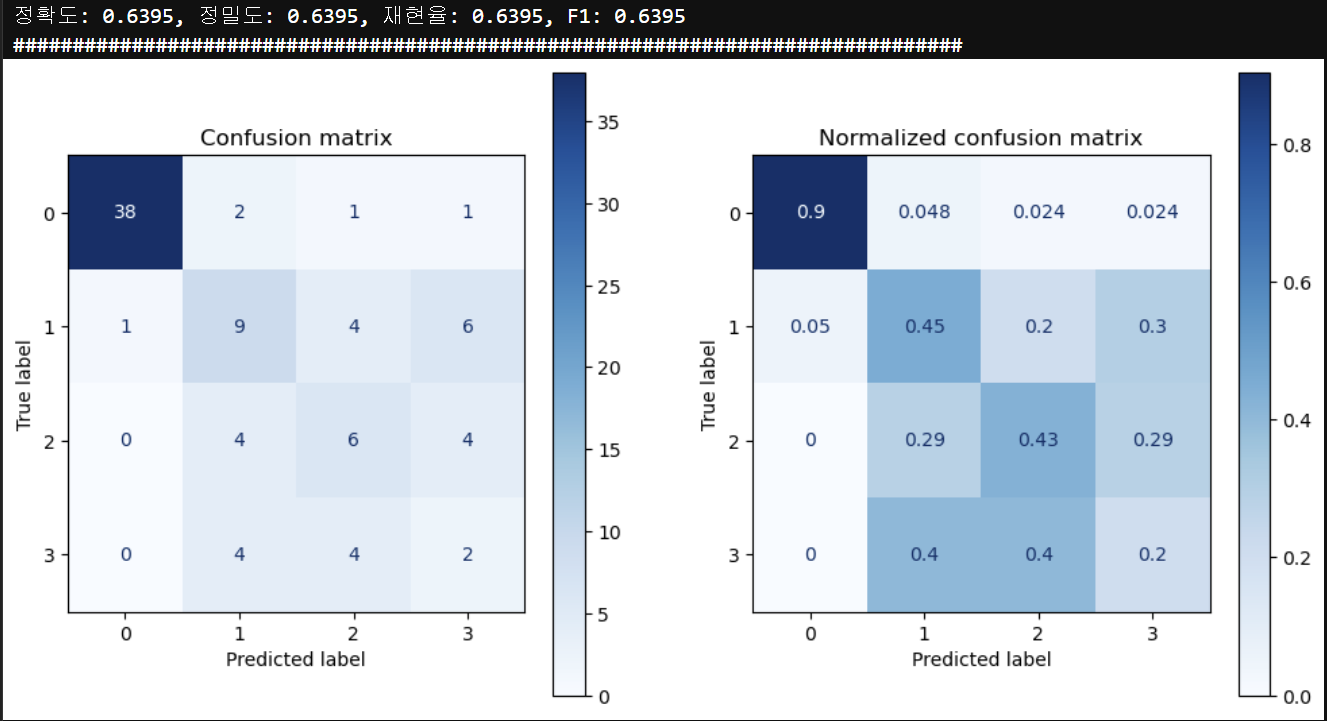 정확도: 0.6395, 정밀도: 0.6395, 재현율: 0.6395, F1: 0.6395
################################################################################
Confusion matrix
38 2 1 1
1 9 4 6
0 4 6 4
0 4 4 2
0
1
2
3
True label
0 1 2 3
Predicted label
35
30
25
20
15
10
5
0
Normalized confusion matrix
0.9 0.048 0.024 0.024
0.05 0.45 0.2 0.3
0 0.29 0.43 0.29
0 0.4 0.4 0.2
0
1
2
3
True label
0 1 2 3
Predicted label
0.8
0.6
0.4
0.2
0.0